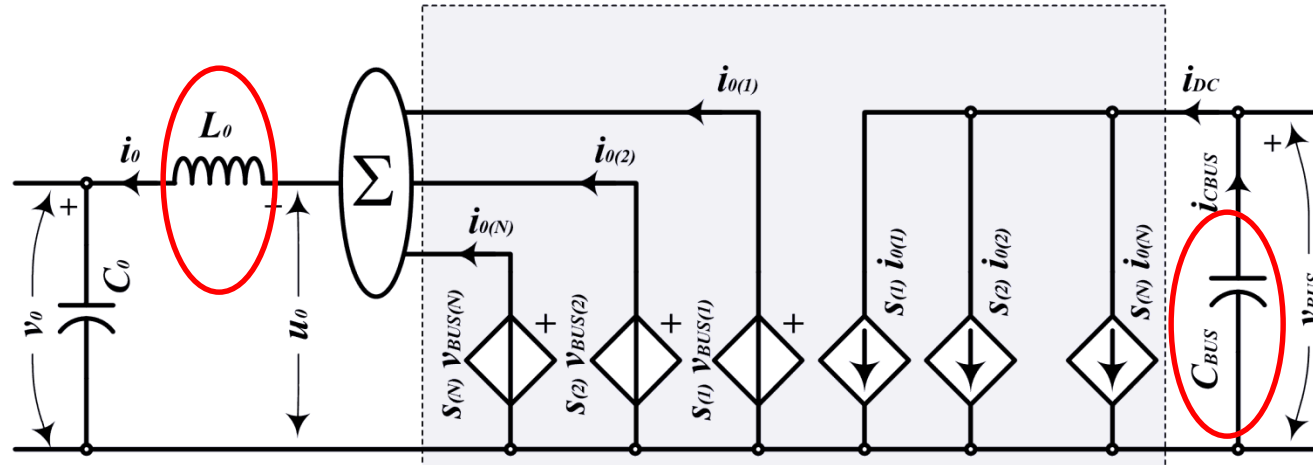 i0(1)
iDC
L0
i0
i0(2)
+
+
−
Σ
i0(N)
iCBUS
+
C0
v0
u0
S(N) vBUS(N)
+
S(2) vBUS(2)
+
S(1) vBUS(1)
+
S(1) i0(1)
S(2) i0(2)
S(N) i0(N)
CBUS
vBUS